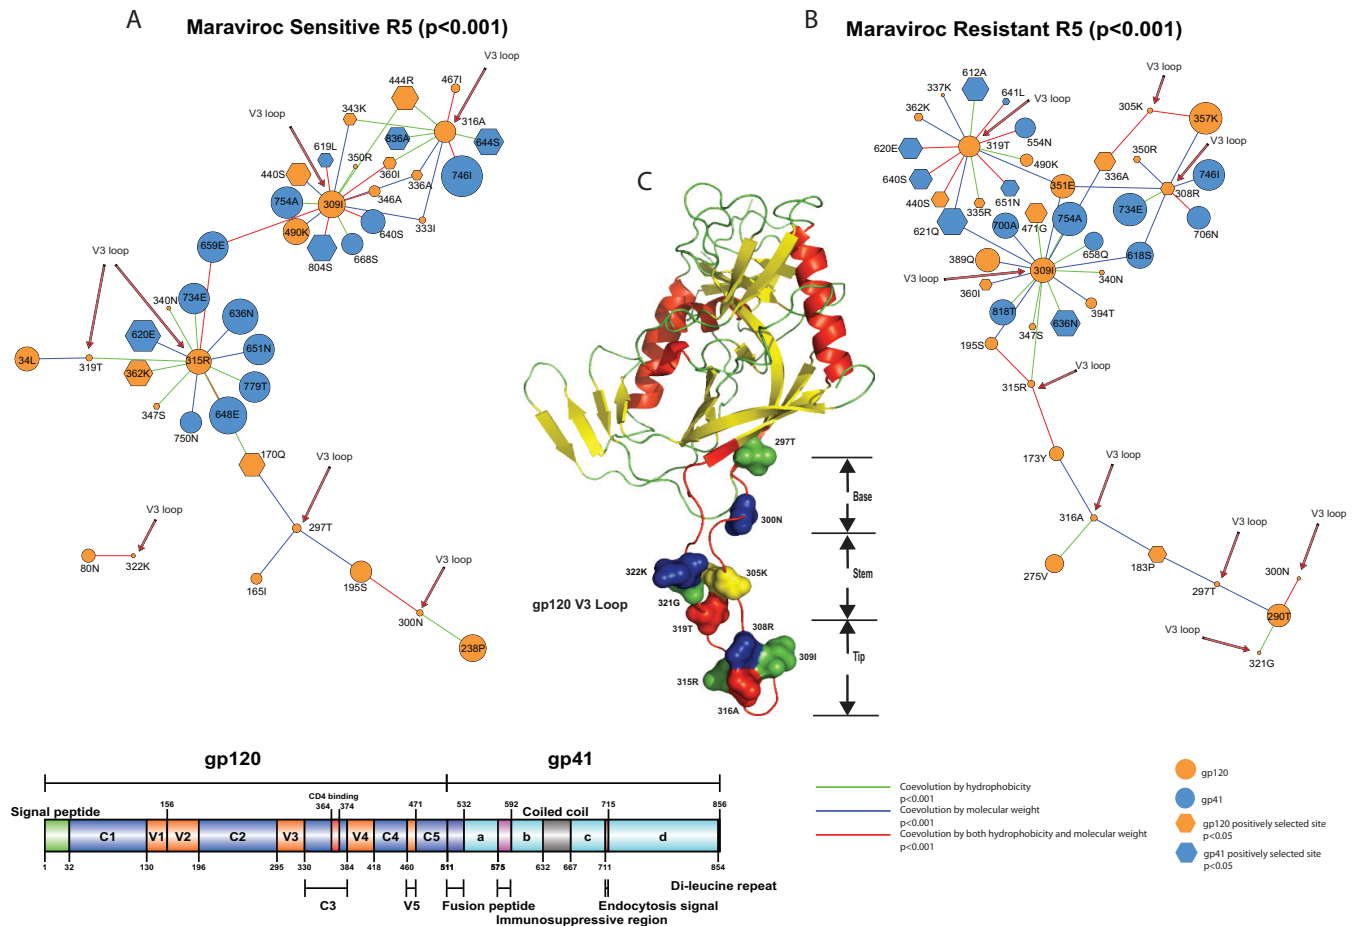 A
Maraviroc Sensitive R5 (p<0.001)
V3 loop
444R
467I
V3 loop
343K
316A
619L
836A
644S
350R
360I
440S
336A
746I
754A
309I
346A
490K
333I
640S
659E
668S
804S
V3 loop
734E
340N
636N
620E
651N
34L
315R
319T
362K
779T
347S
648E
750N
170Q
V3 loop
V3 loop
297T
V3 loop
80N
322K
165I
195S
300N
238P
B
Maraviroc Resistant R5 (p<0.001)
612A
V3 loop
337K
641L
305K
362K
V3 loop
357K
554N
V3 loop
620E
319T
350R
490K
336A
746I
640S
351E
308R
651N
440S
335R
734E
754A
700A
471G
621Q
706N
658Q
618S
389Q
309I
V3 loop
340N
360I
394T
818T
636N
347S
195S
315R
V3 loop
173Y
V3 loop
316A
V3 loop
V3 loop
300N
183P
275V
297T
290T
V3 loop
321G
C
297T
Base
300N
322K
305K
Stem
321G
gp120 V3 Loop
319T
308R
309I
Tip
315R
316A
gp120
gp41
CD4 binding
156
364
374
471
532
592
715
856
Signal peptide
Coiled coil
C1
V1
V2
C2
V3
V4
C4
C5
a
b
c
d
1
32
130
196
295
330
384
418
460
511
575
632
667
711
854
Di-leucine repeat
C3
V5
Fusion peptide
Endocytosis signal
Immunosuppressive region
Coevolution by hydrophobicity
p<0.001
Coevolution by molecular weight
p<0.001
Coevolution by both hydrophobicity and molecular weight
p<0.001
gp120
gp41
gp120 positively selected site
p<0.05
gp41 positively selected site
p<0.05